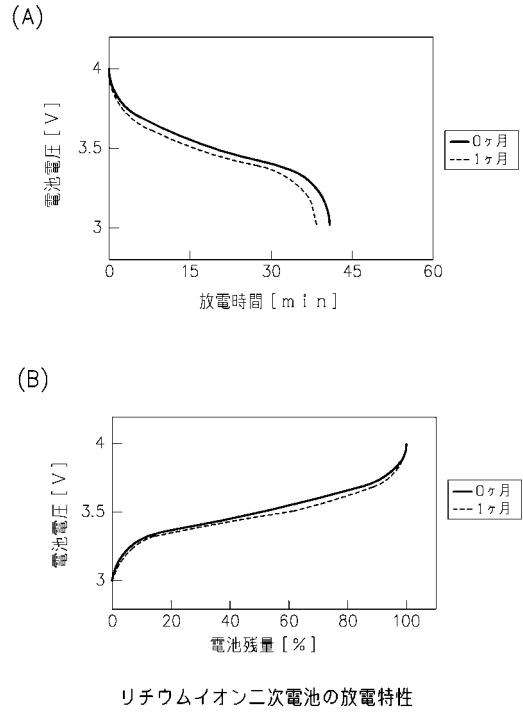 (A)
電池電圧[V]
4
3.5
3
0
15
30
45
60
放電時間[min]
0ヶ月
1ヶ月
(B)
電池電圧[V]
4
3.5
3
0
20
40
60
80
100
電池残量[%]
0ヶ月
1ヶ月
リチウムイオン二次電池の放電特性